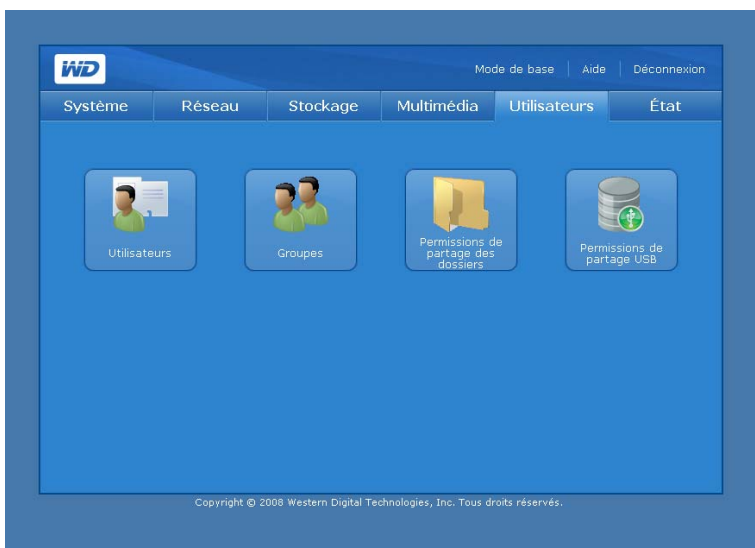 WD
Mode de base Aide Déconnexion
Système Réseau Stockage Multimédia Utilisateurs État
Utilisateurs
Groupes
Permissions de
partage des
dossiers
Permissions de
partage USB
Copyright © 2008 Western Digital Technologies, Inc. Tous droits réservés.